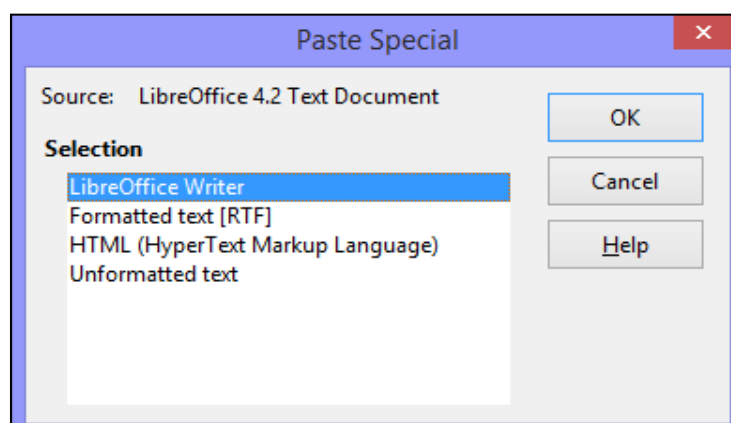 Paste Special
Source: LibreOffice 4.2 Text Document
Selection
LibreOffice Writer
Formatted text [RTF]
HTML (HyperText Markup Language)
Unformatted text
OK
Cancel
Help